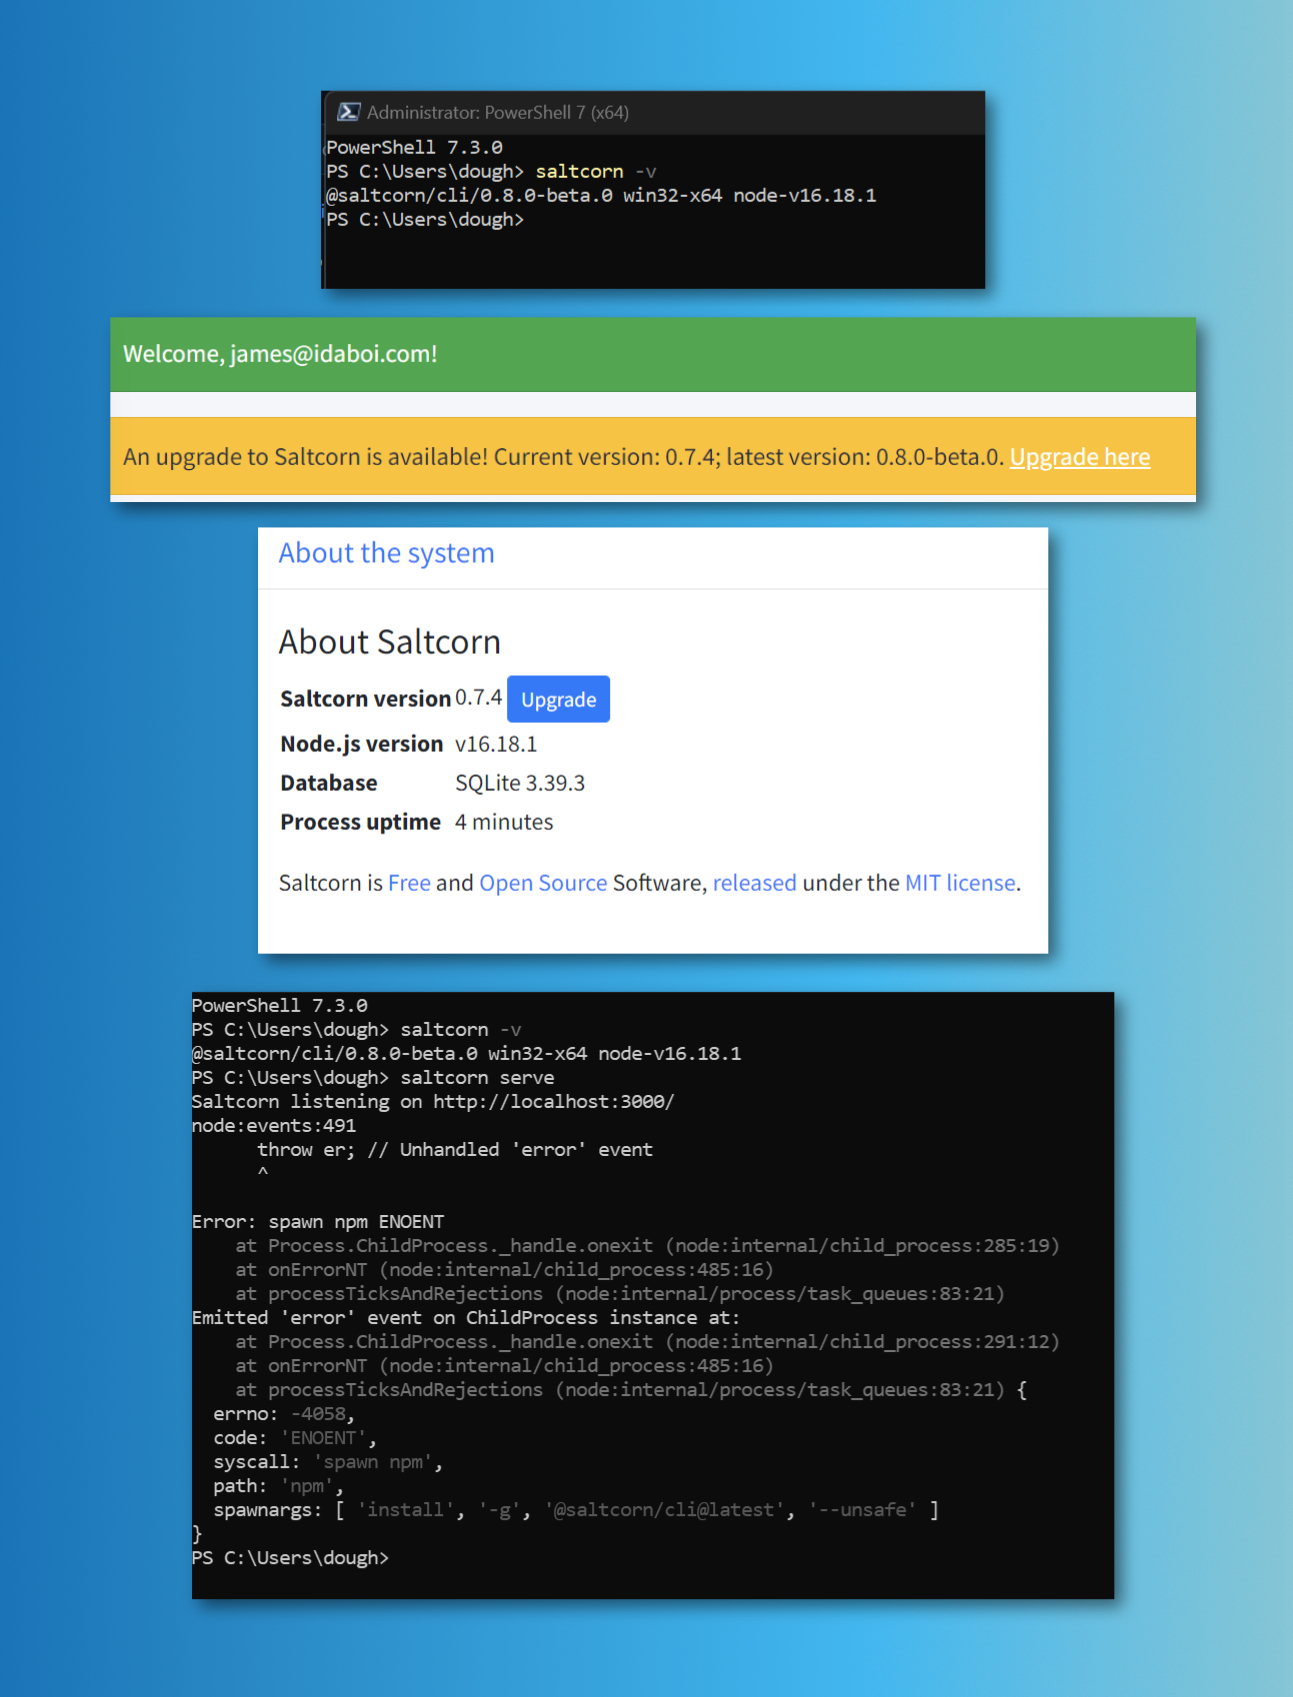 Administrator: PowerShell 7 (x64)
PowerShell 7.3.0
PS C:\Users\dough> saltcorn -v
@saltcorn/cli/0.8.0-beta.0 win32-x64 node-v16.18.1
PS C:\Users\dough>
Welcome, james@idaboi.com!
An upgrade to Saltcorn is available! Current version: 0.7.4; latest version: 0.8.0-beta.0. Upgrade here
About the system
About Saltcorn
Saltcorn version 0.7.4 Upgrade
Node.js version v16.18.1
Database SQLite 3.39.3
Process uptime 4 minutes
Saltcorn is Free and Open Source Software, released under the MIT license.
PowerShell 7.3.0
PS C:\Users\dough> saltcorn -v
@saltcorn/cli/0.8.0-beta.0 win32-x64 node-v16.18.1
PS C:\Users\dough> saltcorn serve
Saltcorn listening on http://localhost:3000/
node:events:491
      throw er; // Unhandled 'error' event
      ^
Error: spawn npm ENOENT
    at Process.ChildProcess._handle.onexit (node:internal/child_process:285:19)
    at onErrorNT (node:internal/child_process:485:16)
    at processTicksAndRejections (node:internal/process/task_queues:83:21)
Emitted 'error' event on ChildProcess instance at:
    at Process.ChildProcess._handle.onexit (node:internal/child_process:291:12)
    at onErrorNT (node:internal/child_process:485:16)
    at processTicksAndRejections (node:internal/process/task_queues:83:21) {
  errno: -4058,
  code: 'ENOENT',
  syscall: 'spawn npm',
  path: 'npm',
  spawnargs: [ 'install', '-g', '@saltcorn/cli@latest', '--unsafe' ]
}
PS C:\Users\dough>